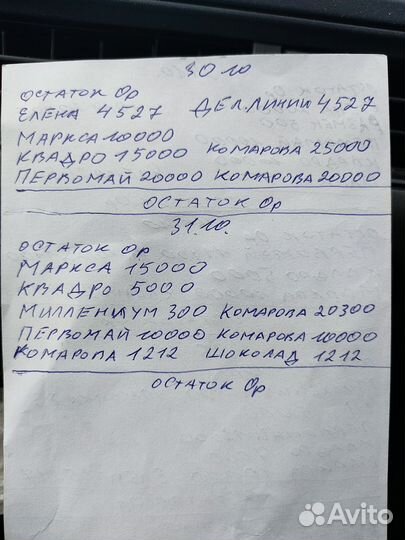 30.10
ОСТАТОК 0р
ЕЛЕНА 4527 ДЕЛ.ЛИНИИ 4527
МАРКСА 10000
КВАДРО 15000 КОМАРОВА 25000
ПЕРВОМАЙ 20000 КОМАРОВА 20000
ОСТАТОК 0р
31.10.
ОСТАТОК 0р
МАРКСА 15000
КВАДРО 5000
МИЛЛЕНИУМ 300 КОМАРОВА 20300
ПЕРВОМАЙ 10000 КОМАРОВА 10000
КОМАРОВА 1212 ШОКОЛАД 1212
ОСТАТОК 0р
Avito